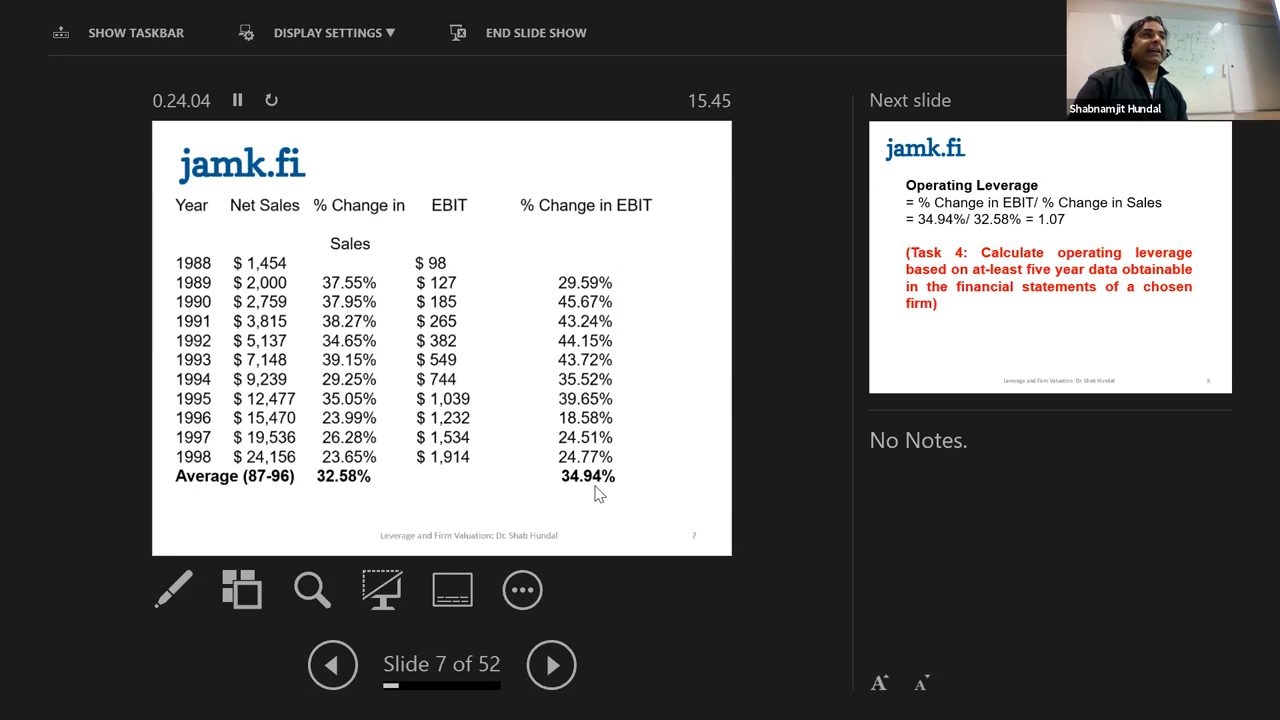 SHOW TASKBAR DISPLAY SETTINGS ▼ END SLIDE SHOW
Shabnamjit Hundal
0.24.04 15.45
jamk.fi
Year Net Sales % Change in EBIT % Change in EBIT
Sales
1988 $ 1,454 $ 98
1989 $ 2,000 37.55% $ 127 29.59%
1990 $ 2,759 37.95% $ 185 45.67%
1991 $ 3,815 38.27% $ 265 43.24%
1992 $ 5,137 34.65% $ 382 44.15%
1993 $ 7,148 39.15% $ 549 43.72%
1994 $ 9,239 29.25% $ 744 35.52%
1995 $ 12,477 35.05% $ 1,039 39.65%
1996 $ 15,470 23.99% $ 1,232 18.58%
1997 $ 19,536 26.28% $ 1,534 24.51%
1998 $ 24,156 23.65% $ 1,914 24.77%
Average (87-96) 32.58% 34.94%
Leverage and Firm Valuation: Dr. Shab Hundal 7
Slide 7 of 52
Next slide
jamk.fi
Operating Leverage
= % Change in EBIT/ % Change in Sales
= 34.94%/ 32.58% = 1.07
(Task 4: Calculate operating leverage
based on at-least five year data obtainable
in the financial statements of a chosen
firm)
Leverage and Firm Valuation: Dr. Shab Hundal 8
No Notes.
A A